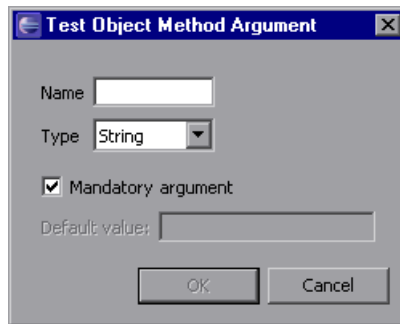 Test Object Method Argument
Name
Type String
Mandatory argument
Default value:
OK Cancel